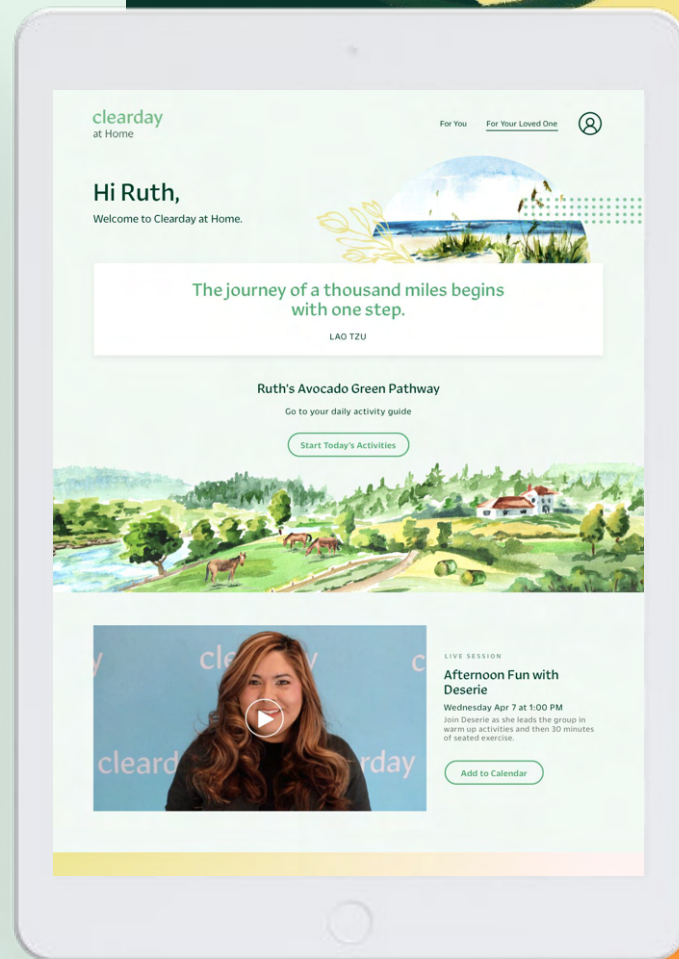 clearday
at Home
For You
For Your Loved One
Hi Ruth,
Welcome to Clearday at Home.
The journey of a thousand miles begins
with one step.
LAO TZU
Ruth's Avocado Green Pathway
Go to your daily activity guide
Start Today's Activities
LIVE SESSION
Afternoon Fun with
Deserie
Wednesday Apr 7 at 1:00 PM
Join Deserie as she leads the group in
warm up activities and then 30 minutes
of seated exercise.
Add to Calendar